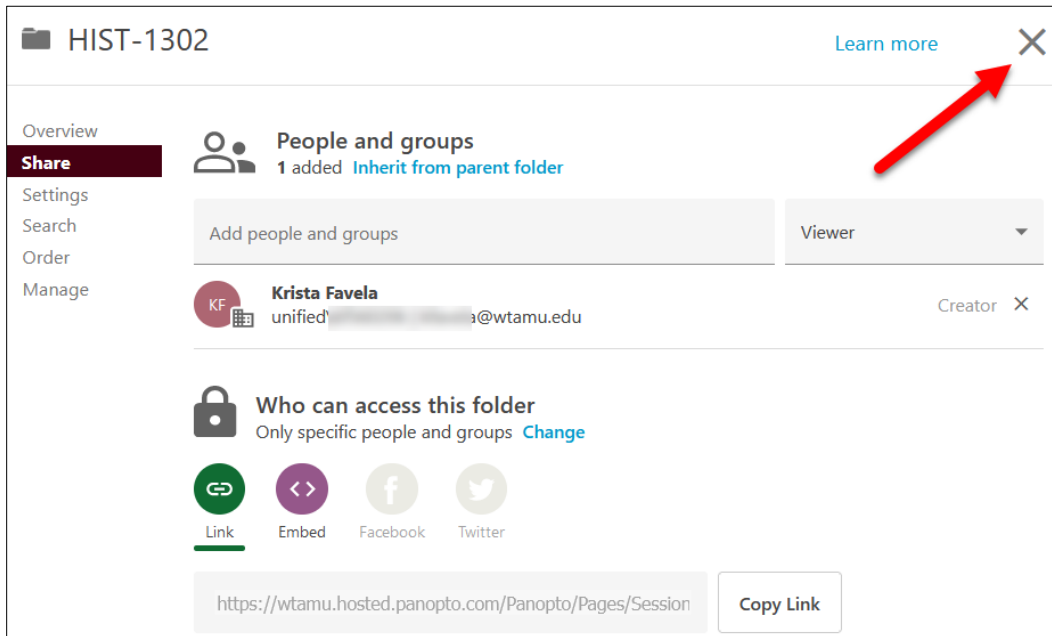 HIST-1302
Learn more
Overview
Share
Settings
Search
Order
Manage
People and groups
1 added Inherit from parent folder
Add people and groups
Viewer
KF
Krista Favela
unified\ a@wtamu.edu
Creator
Who can access this folder
Only specific people and groups Change
Link
Embed
Facebook
Twitter
https://wtamu.hosted.panopto.com/Panopto/Pages/Session
Copy Link